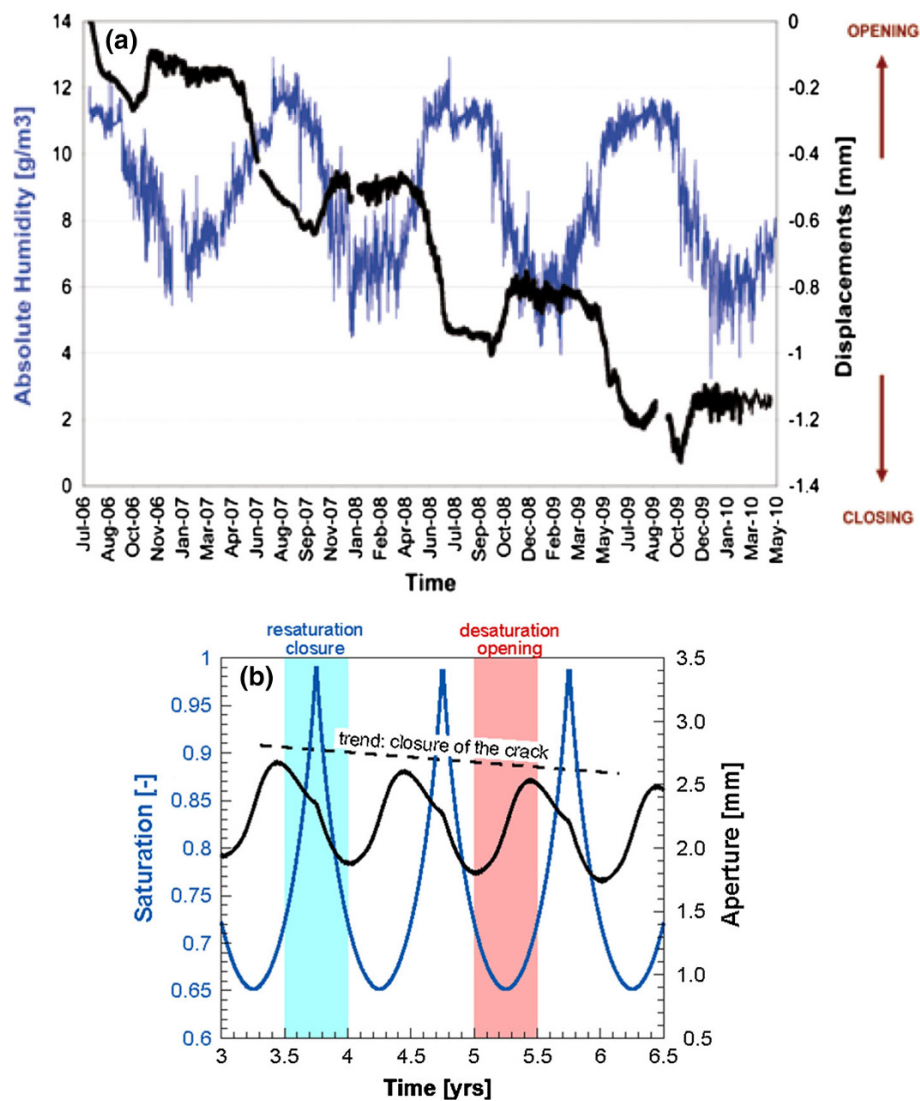 (a)
OPENING
CLOSING
Absolute Humidity [g/m3]
14
12
10
8
6
4
2
0
Displacements [mm]
0
-0.2
-0.4
-0.6
-0.8
-1
-1.2
-1.4
Jul-06
Aug-06
Oct-06
Nov-06
Jan-07
Mar-07
Apr-07
Jun-07
Jul-07
Aug-07
Oct-07
Nov-07
Jan-08
Feb-08
Apr-08
Jun-08
Jul-08
Sep-08
Oct-08
Dec-08
Feb-09
Mar-09
May-09
Jul-09
Aug-09
Oct-09
Dec-09
Jan-10
Mar-10
May-10
Time
resaturation
closure
desaturation
opening
(b)
trend: closure of the crack
Saturation [-]
1
0.95
0.9
0.85
0.8
0.75
0.7
0.65
0.6
Aperture [mm]
3.5
3.0
2.5
2.0
1.5
1.0
0.5
3
3.5
4
4.5
5
5.5
6
6.5
Time [yrs]